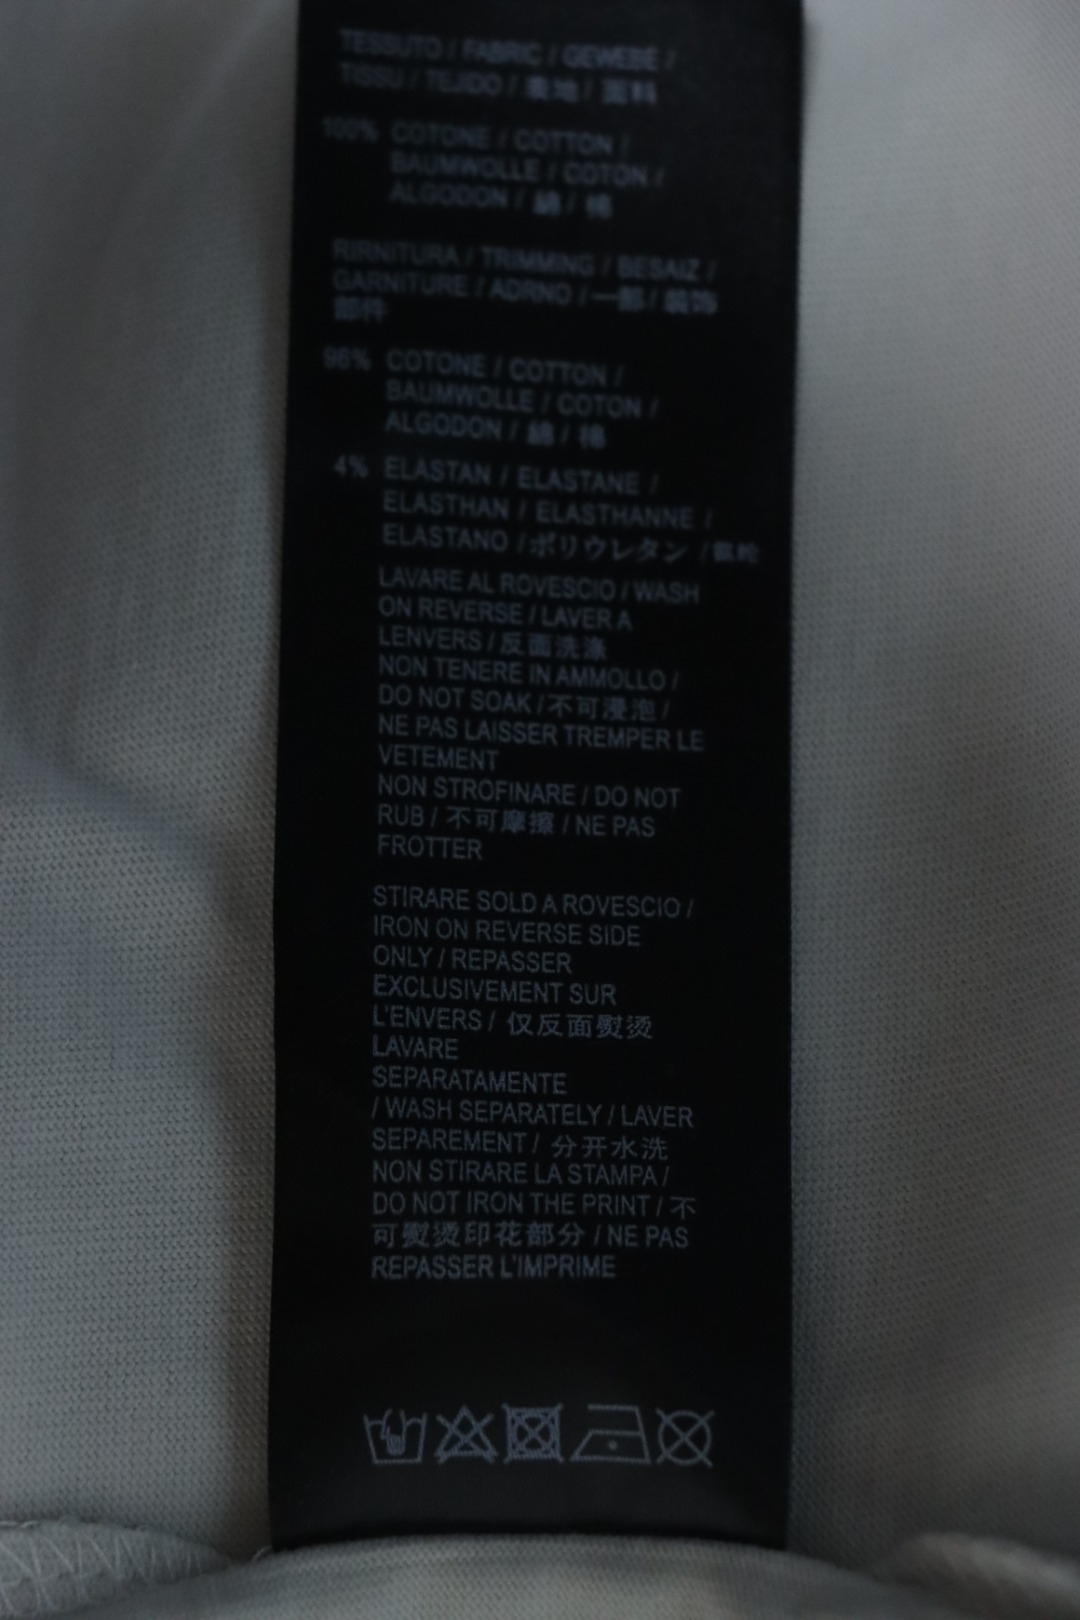 TESSUTO / FABRIC / GEWEBE /
TISSU / TEJIDO / 表地 / 面料
100% COTONE / COTTON /
BAUMWOLLE / COTON /
ALGODON / 綿 / 棉
RIRNITURA / TRIMMING / BESAIZ /
GARNITURE / ADRNO / 一部 / 装饰
部件
96% COTONE / COTTON /
BAUMWOLLE / COTON /
ALGODON / 綿 / 棉
4% ELASTAN / ELASTANE /
ELASTHAN / ELASTHANNE /
ELASTANO / ポリウレタン / 氨纶
LAVARE AL ROVESCIO / WASH
ON REVERSE / LAVER A
LENVERS / 反面洗涤
NON TENERE IN AMMOLLO /
DO NOT SOAK / 不可浸泡 /
NE PAS LAISSER TREMPER LE
VETEMENT
NON STROFINARE / DO NOT
RUB / 不可摩擦 / NE PAS
FROTTER
STIRARE SOLD A ROVESCIO /
IRON ON REVERSE SIDE
ONLY / REPASSER
EXCLUSIVEMENT SUR
L'ENVERS / 仅反面熨烫
LAVARE
SEPARATAMENTE
/ WASH SEPARATELY / LAVER
SEPAREMENT / 分开水洗
NON STIRARE LA STAMPA /
DO NOT IRON THE PRINT / 不
可熨烫印花部分 / NE PAS
REPASSER L'IMPRIME